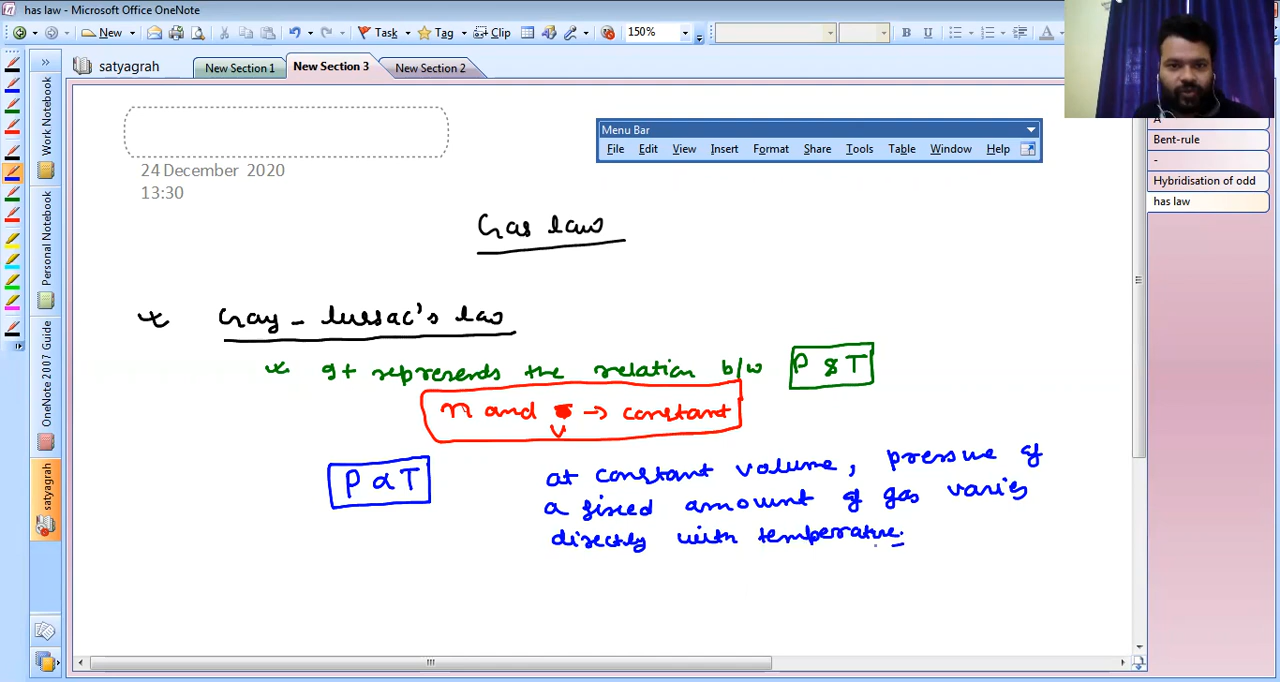 has law - Microsoft Office OneNote
New Task Tag Clip 150% B U A
satyagrah New Section 1 New Section 3 New Section 2
Work Notebook
Personal Notebook
OneNote 2007 Guide
satyagrah
Menu Bar
File Edit View Insert Format Share Tools Table Window Help
A
Bent-rule
-
Hybridisation of odd
has law
24 December 2020
13:30
Gas law
* Gay - lussac's law
* It represents the relation b/w P & T
n and → constant
V
P α T
at constant volume, pressure of
a fixed amount of gas varies
directly with temperature.